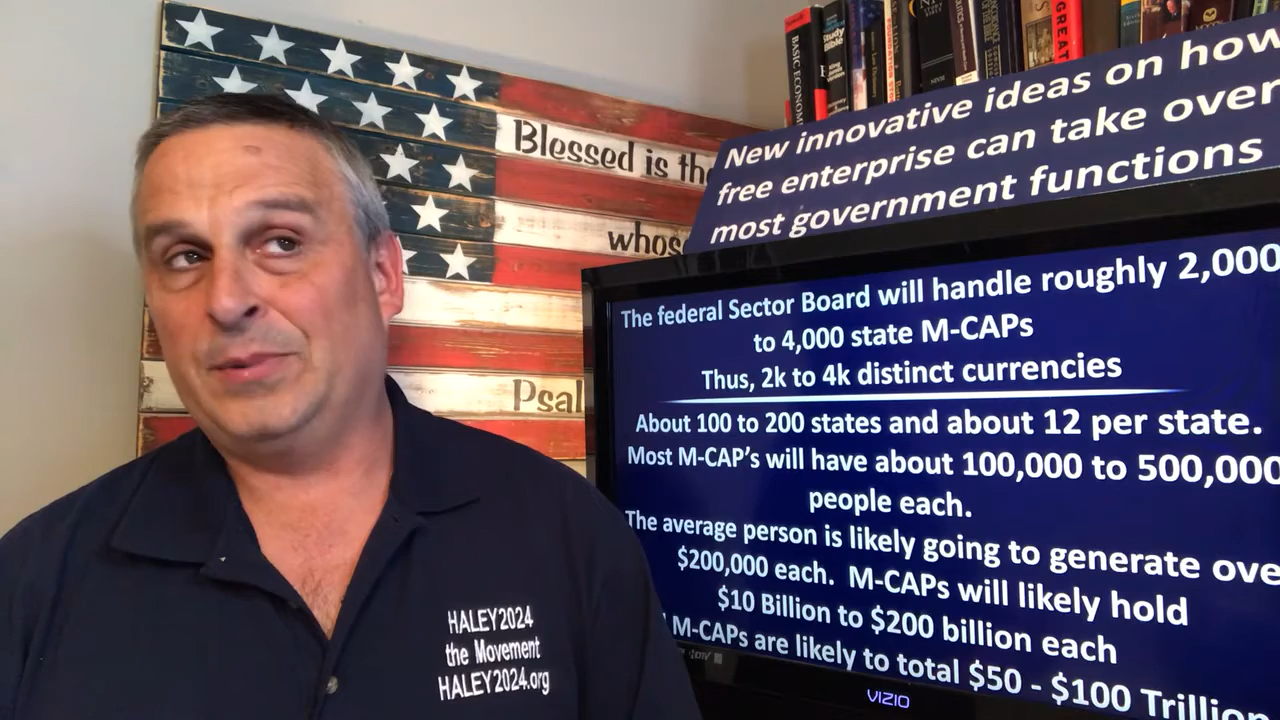 Blessed is the
whose
Psal
BASIC ECONOM
Study
Bible
GREAT
New innovative ideas on how
free enterprise can take over
most government functions
The federal Sector Board will handle roughly 2,000
to 4,000 state M-CAPs
Thus, 2k to 4k distinct currencies
About 100 to 200 states and about 12 per state.
Most M-CAP's will have about 100,000 to 500,000
people each.
The average person is likely going to generate ove
$200,000 each. M-CAPs will likely hold
$10 Billion to $200 billion each
M-CAPs are likely to total $50 - $100 Trillion
VIZIO
HALEY2024
the Movement
HALEY2024.org